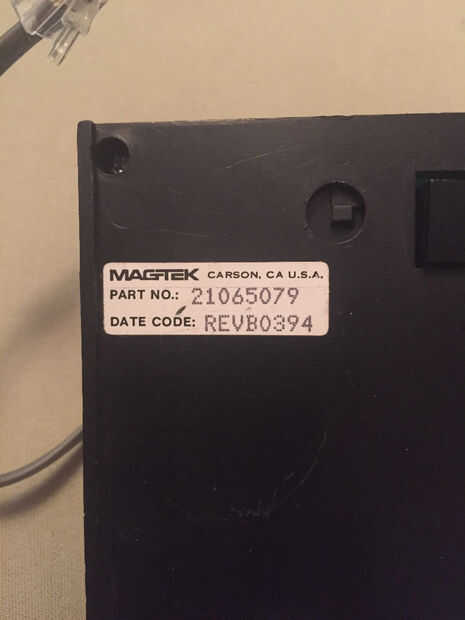 MAGTEK CARSON, CA U.S.A.
PART NO.: 21065079
DATE CODE: REVB0394